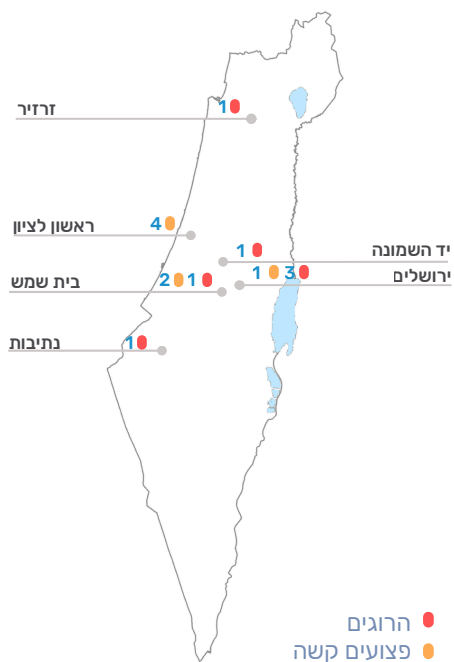 1
זרזיר
4
ראשון לציון
1
יד השמונה
3 1
ירושלים
1 2
בית שמש
1
נתיבות
הרוגים
פצועים קשה